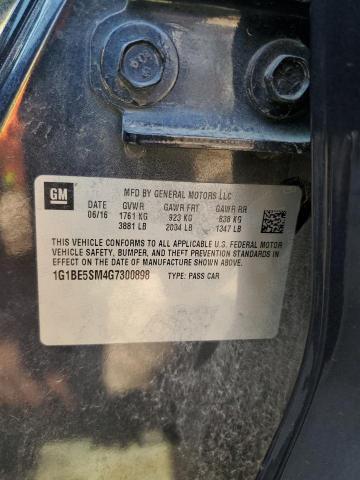 GM
MFD BY GENERAL MOTORS LLC
DATE GVWR GAWR FRT GAWR RR
06/16 1761 KG 923 KG 838 KG
3881 LB 2034 LB 1347 LB
THIS VEHICLE CONFORMS TO ALL APPLICABLE U.S. FEDERAL MOTOR
VEHICLE SAFETY, BUMPER, AND THEFT PREVENTION STANDARDS
IN EFFECT ON THE DATE OF MANUFACTURE SHOWN ABOVE.
1G1BE5SM4G7300898 TYPE: PASS CAR